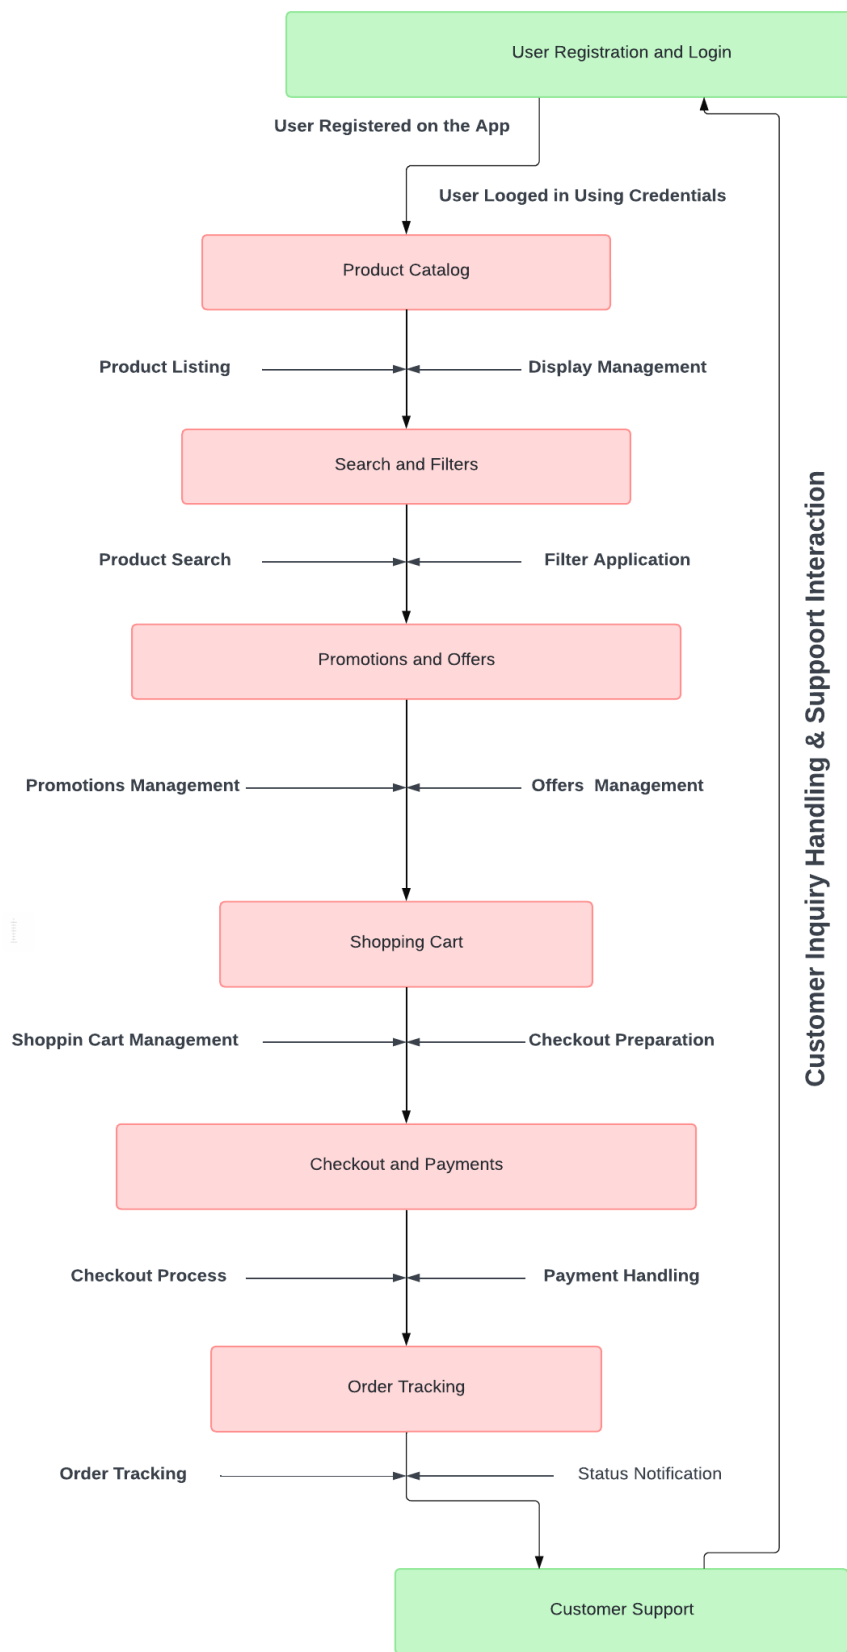 User Registration and Login
User Registered on the App
User Looged in Using Credentials
Product Catalog
Product Listing
Display Management
Search and Filters
Product Search
Filter Application
Promotions and Offers
Promotions Management
Offers  Management
Shopping Cart
Shoppin Cart Management
Checkout Preparation
Checkout and Payments
Checkout Process
Payment Handling
Order Tracking
Order Tracking
Status Notification
Customer Support
Customer Inquiry Handling & Suppoort Interaction